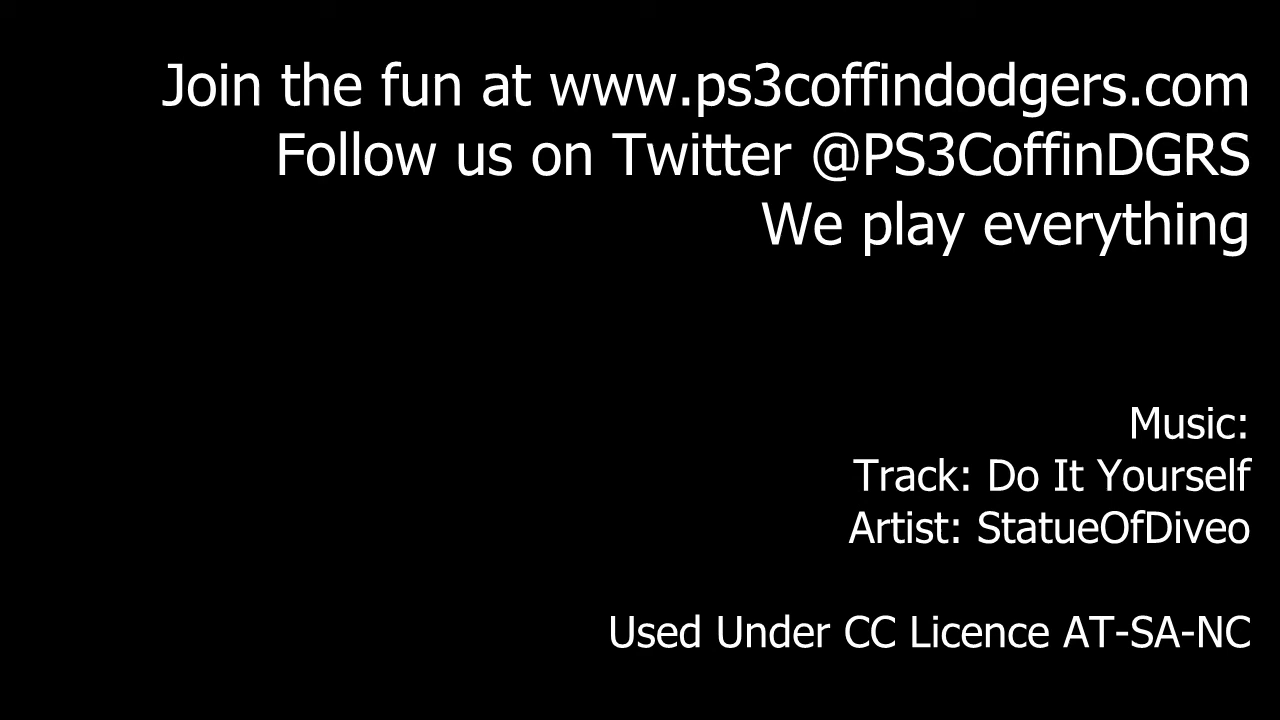 Join the fun at www.ps3coffindodgers.com
Follow us on Twitter @PS3CoffinDGRS
We play everything
Music:
Track: Do It Yourself
Artist: StatueOfDiveo
Used Under CC Licence AT-SA-NC